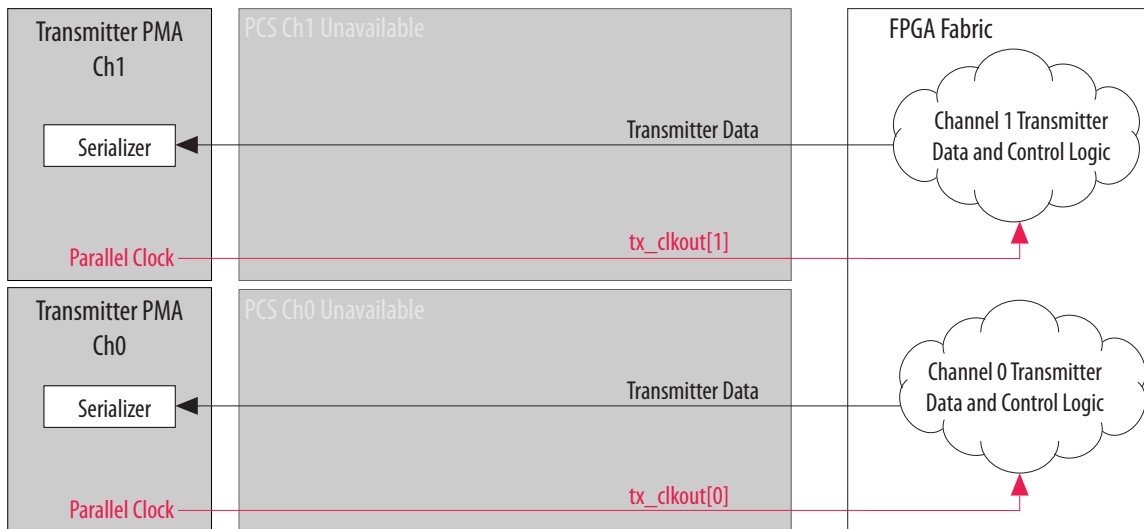 Transmitter PMA
Ch1
PCS Ch1 Unavailable
FPGA Fabric
Serializer
Transmitter Data
Channel 1 Transmitter
Data and Control Logic
Parallel Clock
tx_clkout[1]
Transmitter PMA
Ch0
PCS Ch0 Unavailable
Serializer
Transmitter Data
Channel 0 Transmitter
Data and Control Logic
Parallel Clock
tx_clkout[0]